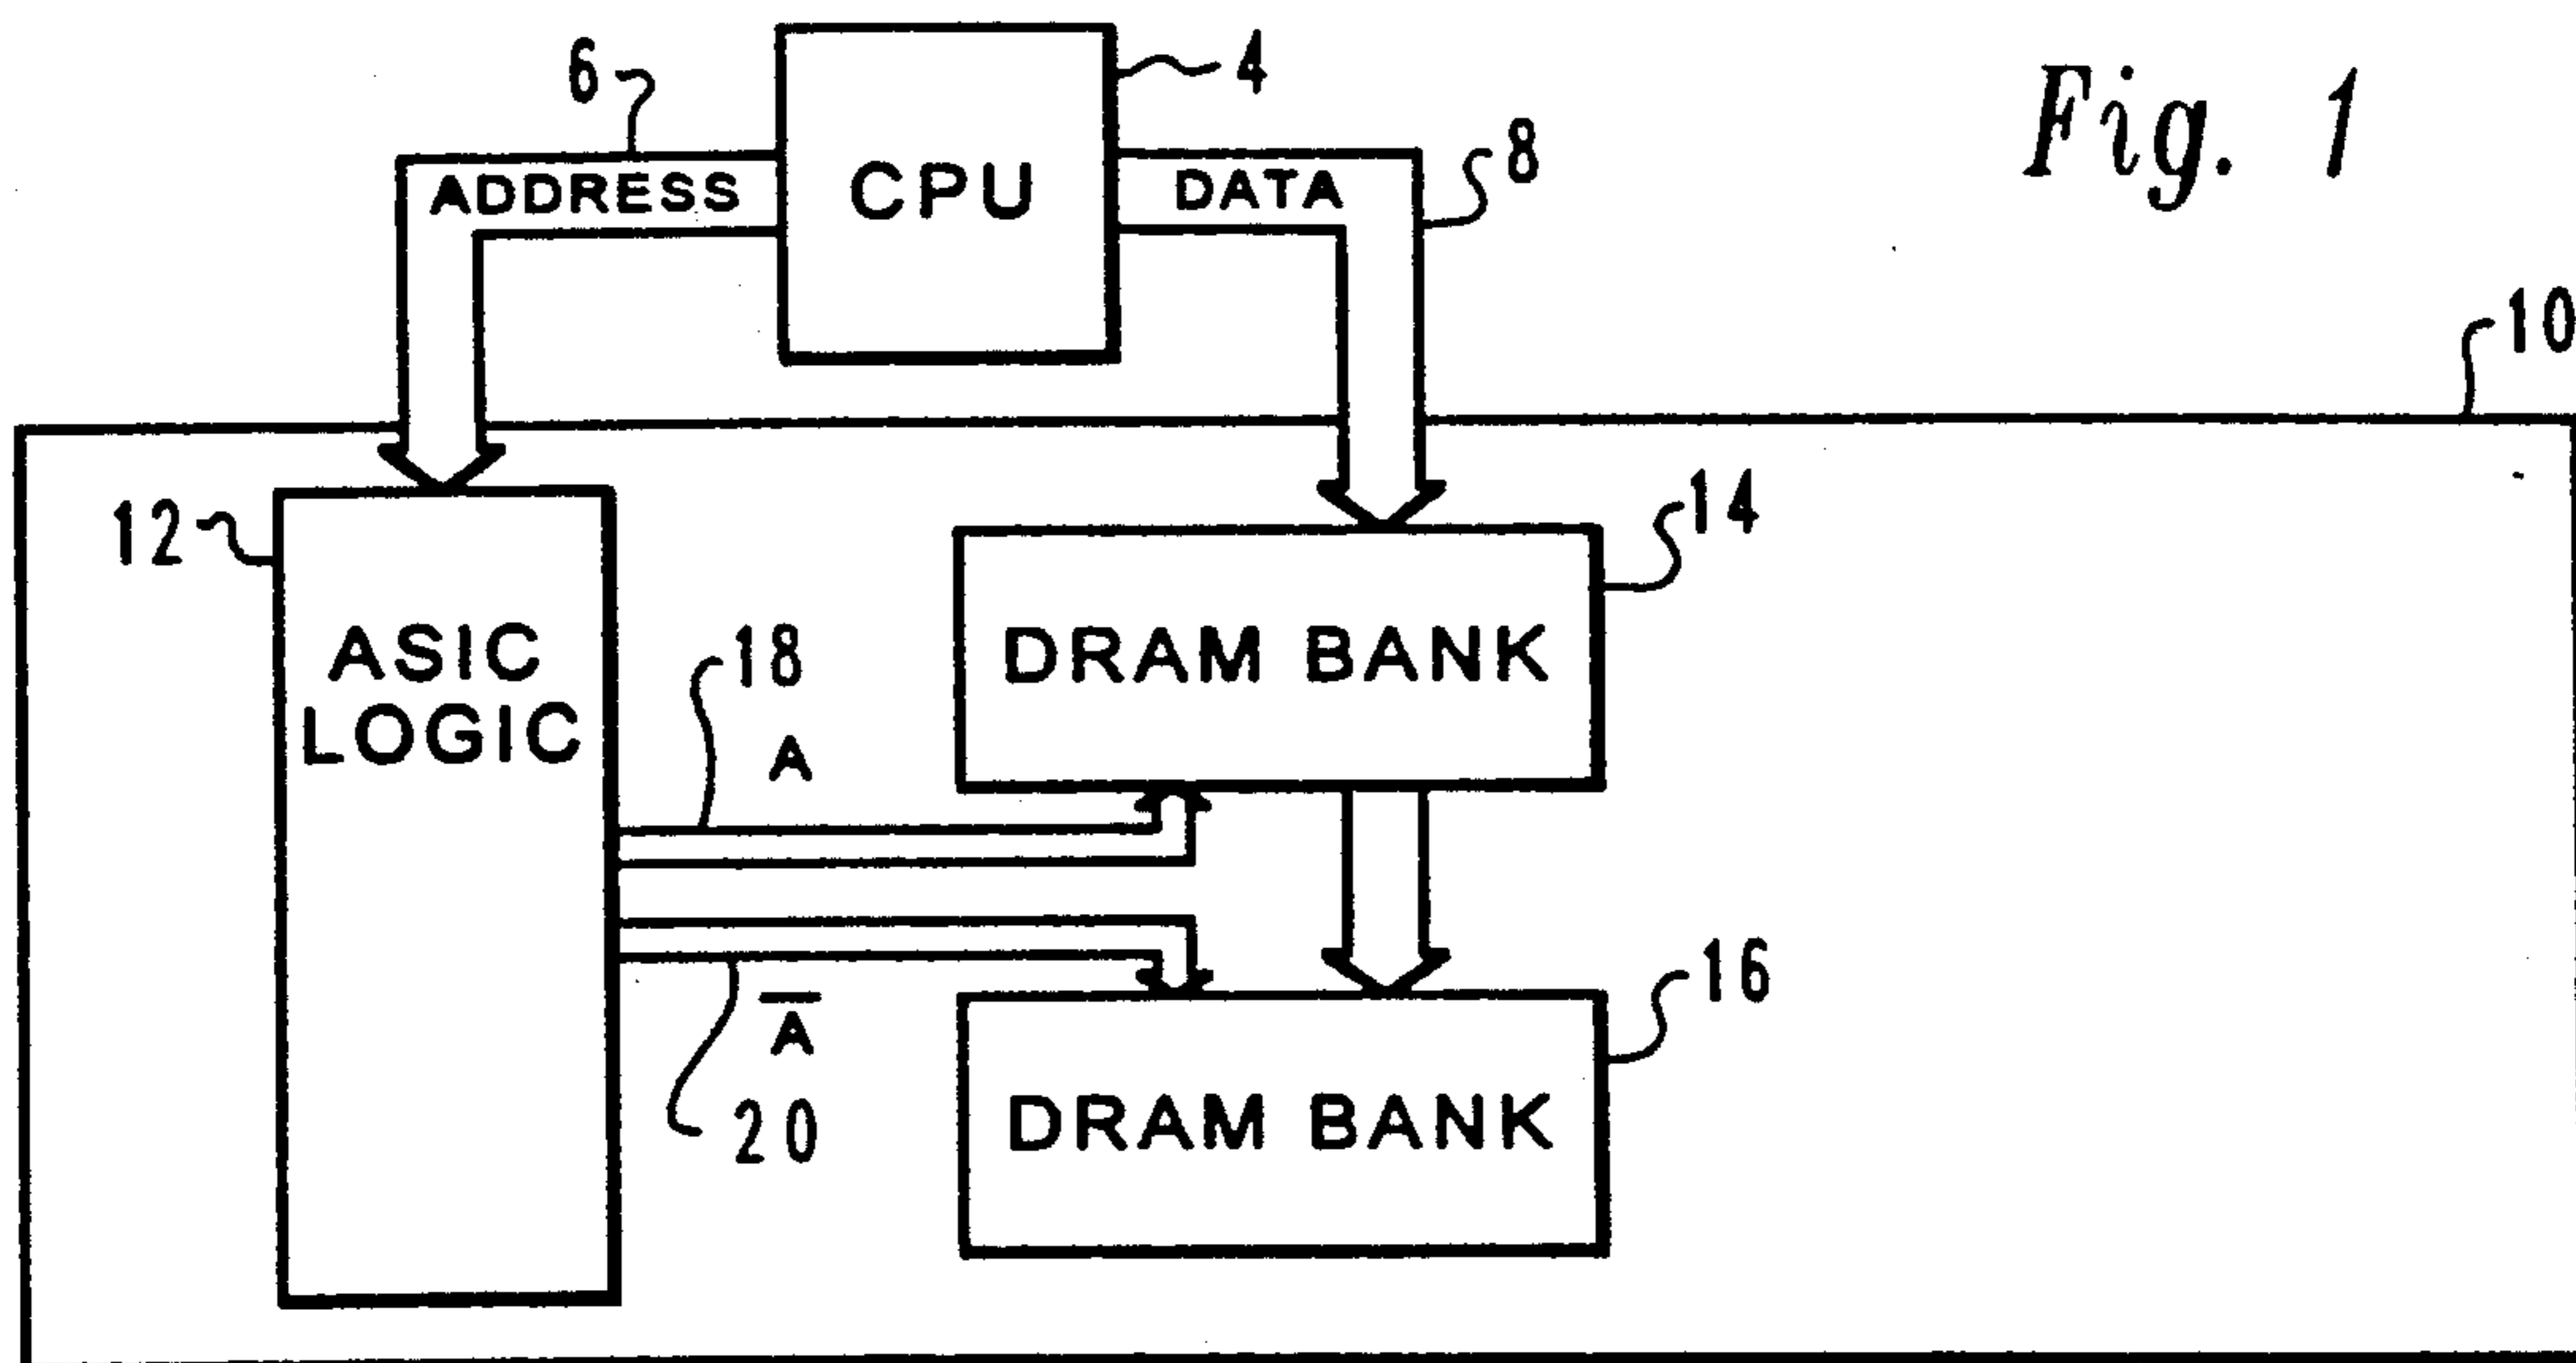 Fig. 1
6
4
ADDRESS
CPU
DATA
8
10
12
14
ASIC
LOGIC
DRAM BANK
18
A
16
A̅
20
DRAM BANK